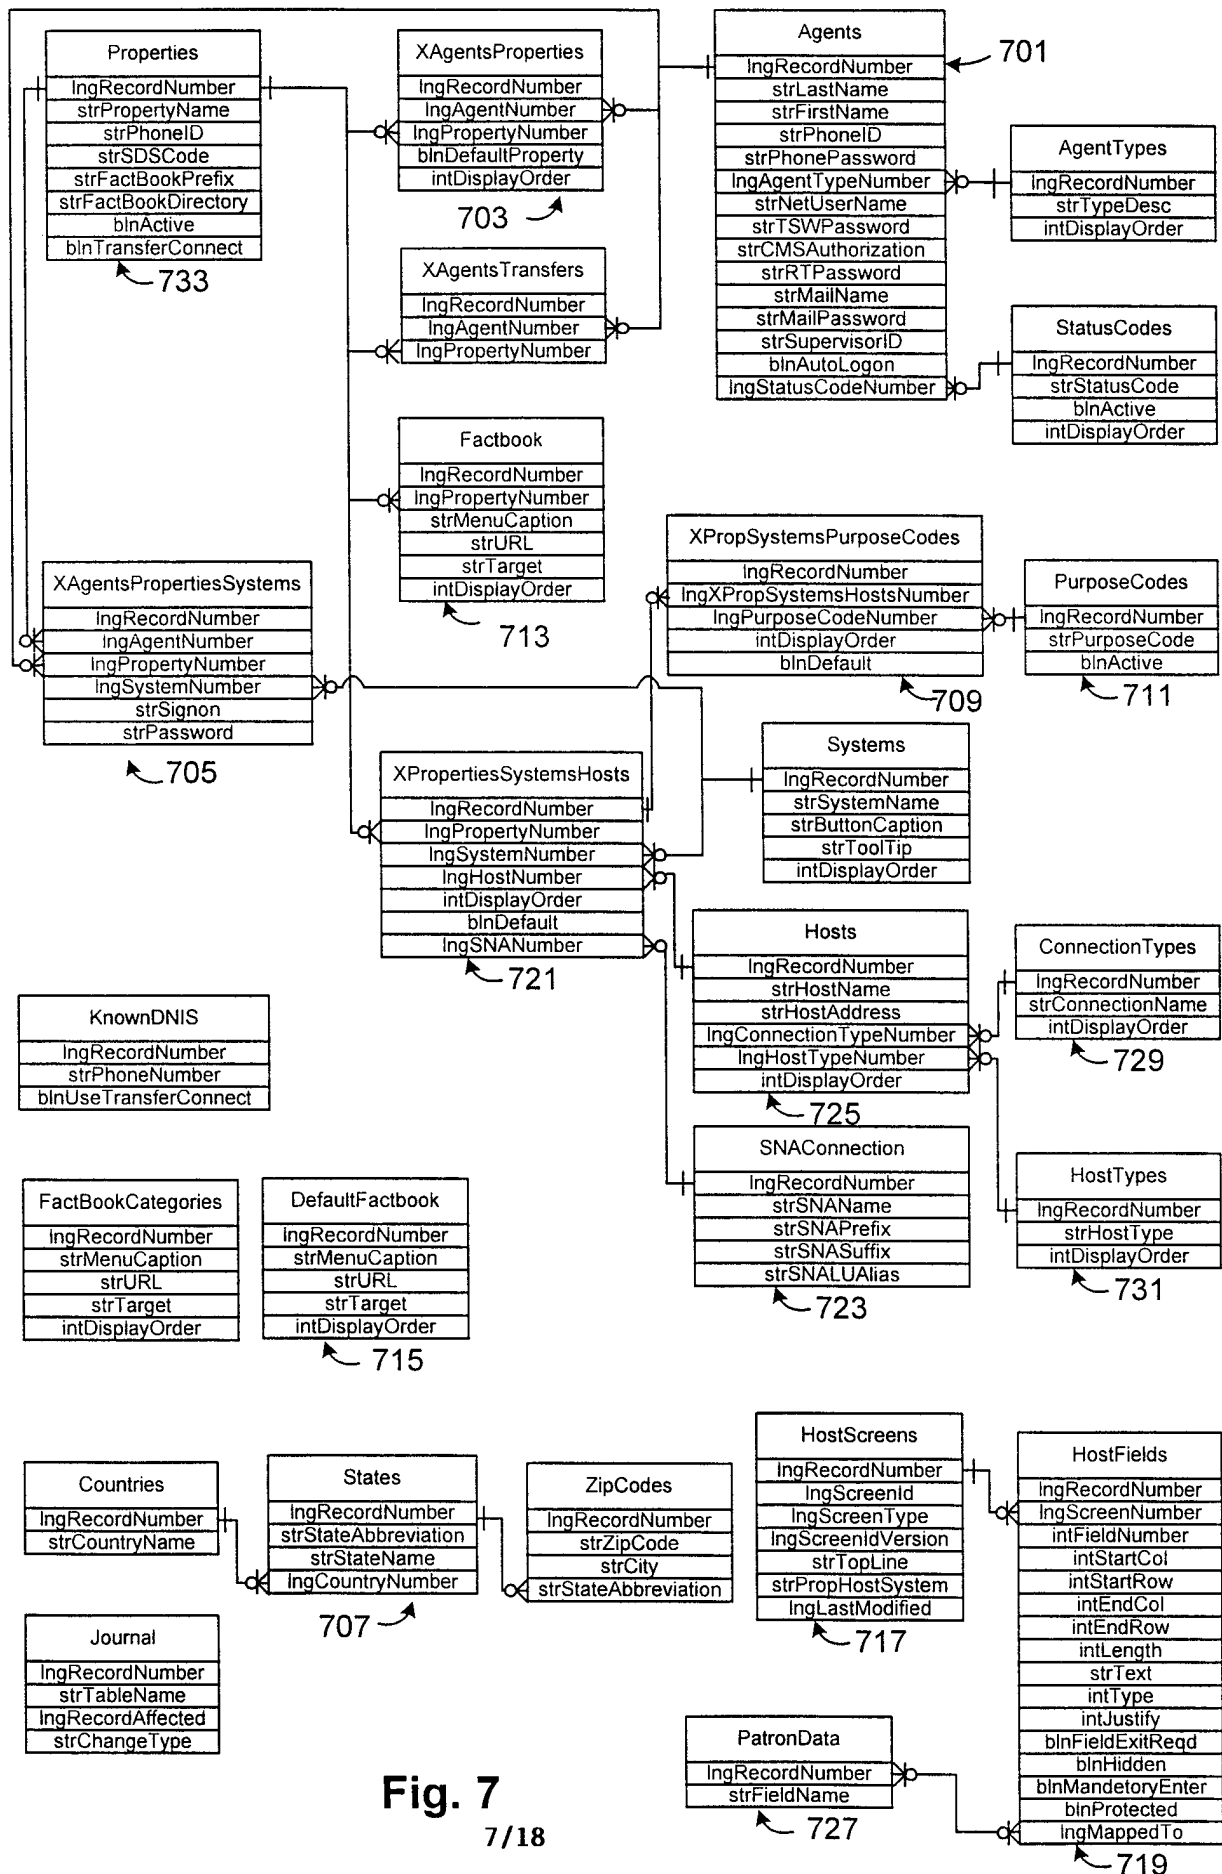 Properties
lngRecordNumber
strPropertyName
strPhoneID
strSDSCode
strFactBookPrefix
strFactBookDirectory
blnActive
blnTransferConnect
733
XAgentsProperties
lngRecordNumber
lngAgentNumber
lngPropertyNumber
blnDefaultProperty
intDisplayOrder
703
XAgentsTransfers
lngRecordNumber
lngAgentNumber
lngPropertyNumber
Agents
lngRecordNumber
strLastName
strFirstName
strPhoneID
strPhonePassword
lngAgentTypeNumber
strNetUserName
strTSWPassword
strCMSAuthorization
strRTPassword
strMailName
strMailPassword
strSupervisorID
blnAutoLogon
lngStatusCodeNumber
701
AgentTypes
lngRecordNumber
strTypeDesc
intDisplayOrder
StatusCodes
lngRecordNumber
strStatusCode
blnActive
intDisplayOrder
Factbook
lngRecordNumber
lngPropertyNumber
strMenuCaption
strURL
strTarget
intDisplayOrder
713
XAgentsPropertiesSystems
lngRecordNumber
lngAgentNumber
lngPropertyNumber
lngSystemNumber
strSignon
strPassword
705
XPropSystemsPurposeCodes
lngRecordNumber
lngXPropSystemsHostsNumber
lngPurposeCodeNumber
intDisplayOrder
blnDefault
709
PurposeCodes
lngRecordNumber
strPurposeCode
blnActive
711
XPropertiesSystemsHosts
lngRecordNumber
lngPropertyNumber
lngSystemNumber
lngHostNumber
intDisplayOrder
blnDefault
lngSNANumber
721
Systems
lngRecordNumber
strSystemName
strButtonCaption
strToolTip
intDisplayOrder
Hosts
lngRecordNumber
strHostName
strHostAddress
lngConnectionTypeNumber
lngHostTypeNumber
intDisplayOrder
725
ConnectionTypes
lngRecordNumber
strConnectionName
intDisplayOrder
729
KnownDNIS
lngRecordNumber
strPhoneNumber
blnUseTransferConnect
SNAConnection
lngRecordNumber
strSNAName
strSNAPrefix
strSNASuffix
strSNALUAlias
723
HostTypes
lngRecordNumber
strHostType
intDisplayOrder
731
FactBookCategories
lngRecordNumber
strMenuCaption
strURL
strTarget
intDisplayOrder
DefaultFactbook
lngRecordNumber
strMenuCaption
strURL
strTarget
intDisplayOrder
715
Countries
lngRecordNumber
strCountryName
States
lngRecordNumber
strStateAbbreviation
strStateName
lngCountryNumber
707
ZipCodes
lngRecordNumber
strZipCode
strCity
strStateAbbreviation
HostScreens
lngRecordNumber
lngScreenId
lngScreenType
lngScreenIdVersion
strTopLine
strPropHostSystem
lngLastModified
717
HostFields
lngRecordNumber
lngScreenNumber
intFieldNumber
intStartCol
intStartRow
intEndCol
intEndRow
intLength
strText
intType
intJustify
blnFieldExitReqd
blnHidden
blnMandetoryEnter
blnProtected
lngMappedTo
719
Journal
lngRecordNumber
strTableName
lngRecordAffected
strChangeType
PatronData
lngRecordNumber
strFieldName
727
Fig. 7
7/18